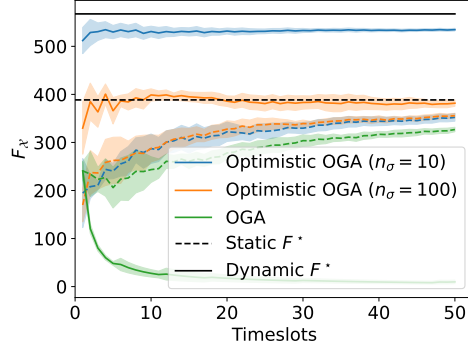 500
400
300
200
100
0
F_𝒳
0
10
20
30
40
50
Timeslots
Optimistic OGA (n_σ = 10)
Optimistic OGA (n_σ = 100)
OGA
Static F⋆
Dynamic F⋆